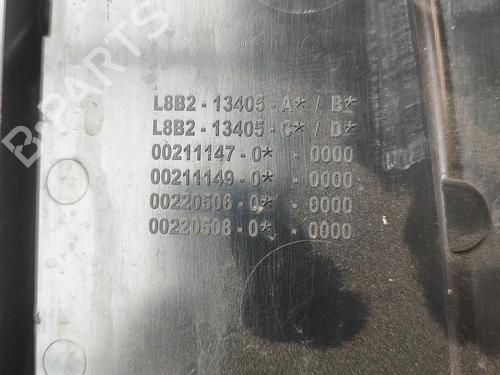 B-PARTS
L8B2 - 13405 - A* / B*
L8B2 - 13405 - C* / D*
00211147 - 0* - 0000
00211149 - 0* - 0000
00220506 - 0* - 0000
00220508 - 0* - 0000